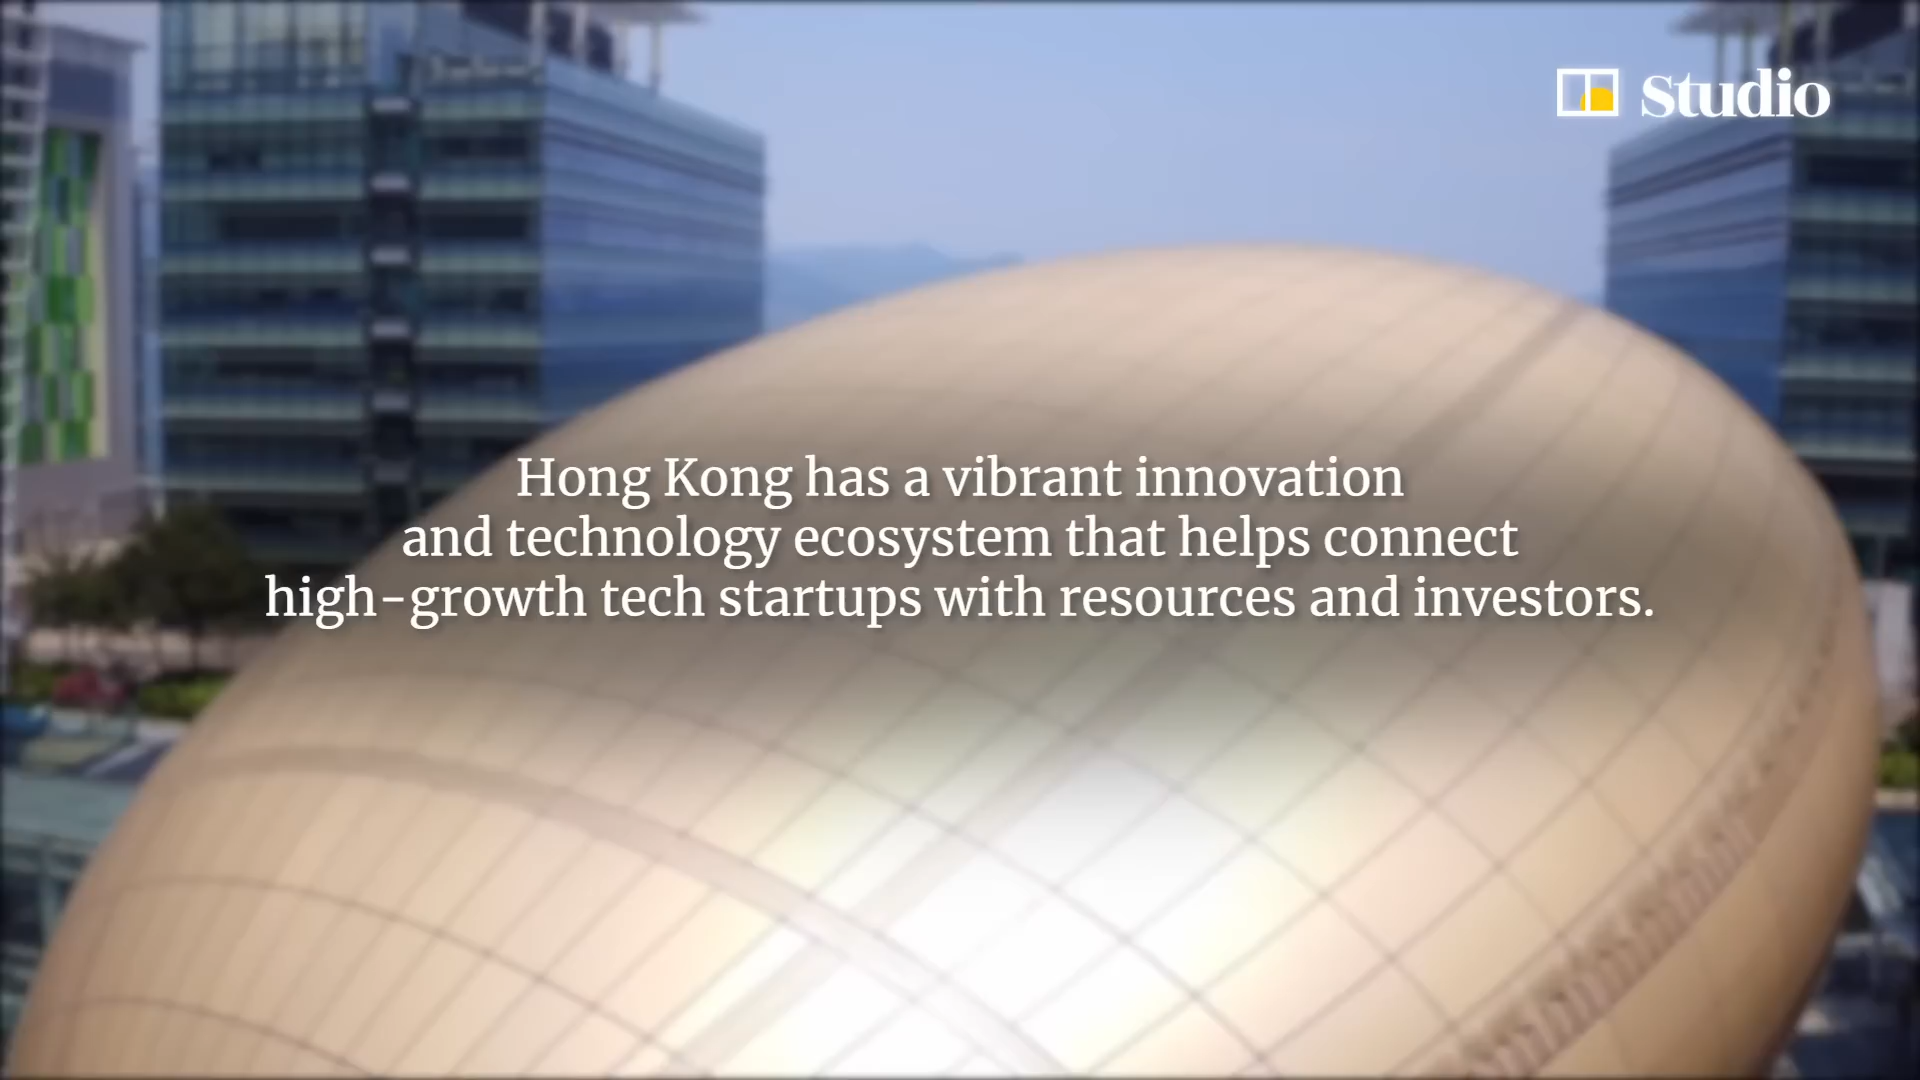 Studio
Hong Kong has a vibrant innovation
and technology ecosystem that helps connect
high-growth tech startups with resources and investors.